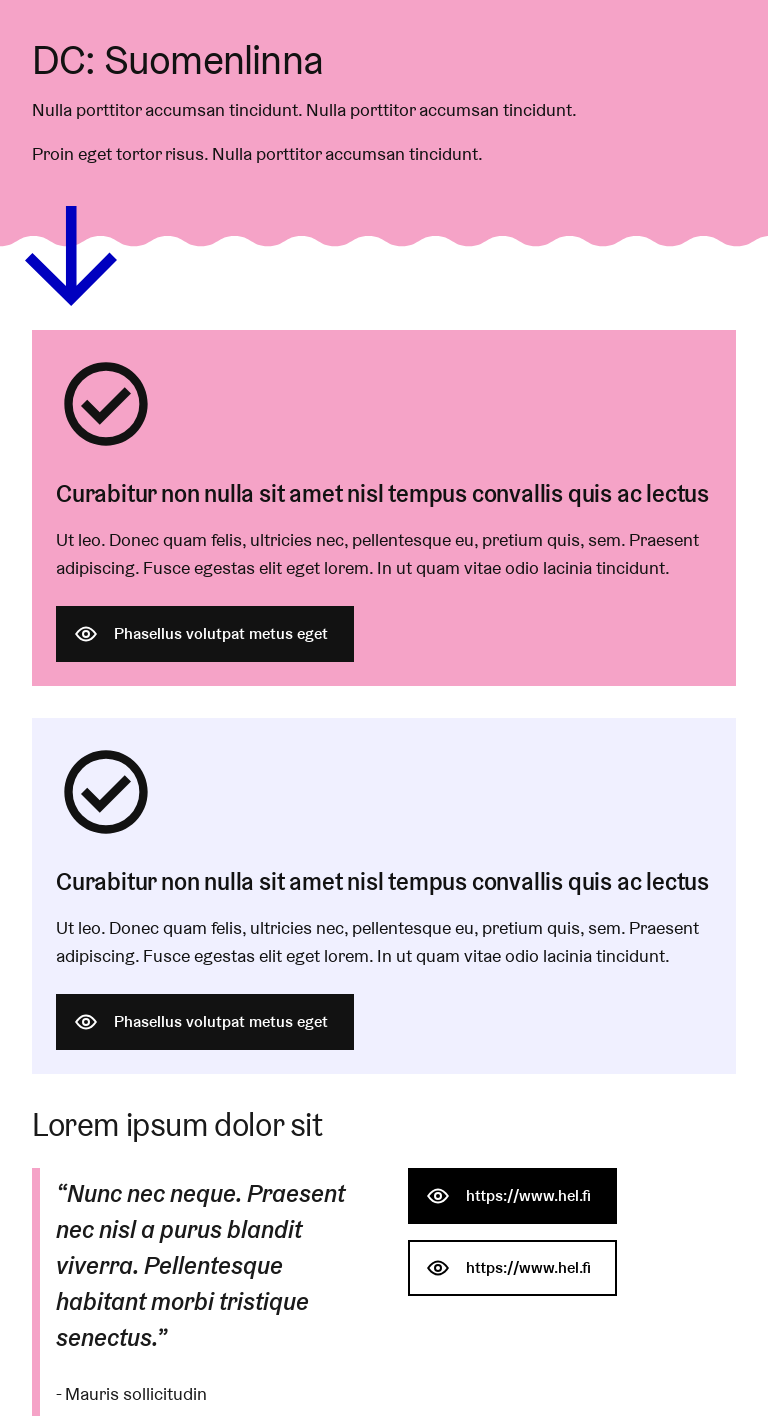 DC: Suomenlinna
Nulla porttitor accumsan tincidunt. Nulla porttitor accumsan tincidunt.
Proin eget tortor risus. Nulla porttitor accumsan tincidunt.
Curabitur non nulla sit amet nisl tempus convallis quis ac lectus
Ut leo. Donec quam felis, ultricies nec, pellentesque eu, pretium quis, sem. Praesent
adipiscing. Fusce egestas elit eget lorem. In ut quam vitae odio lacinia tincidunt.
Phasellus volutpat metus eget
Curabitur non nulla sit amet nisl tempus convallis quis ac lectus
Ut leo. Donec quam felis, ultricies nec, pellentesque eu, pretium quis, sem. Praesent
adipiscing. Fusce egestas elit eget lorem. In ut quam vitae odio lacinia tincidunt.
Phasellus volutpat metus eget
Lorem ipsum dolor sit
“Nunc nec neque. Praesent
nec nisl a purus blandit
viverra. Pellentesque
habitant morbi tristique
senectus.”
- Mauris sollicitudin
https://www.hel.fi
https://www.hel.fi